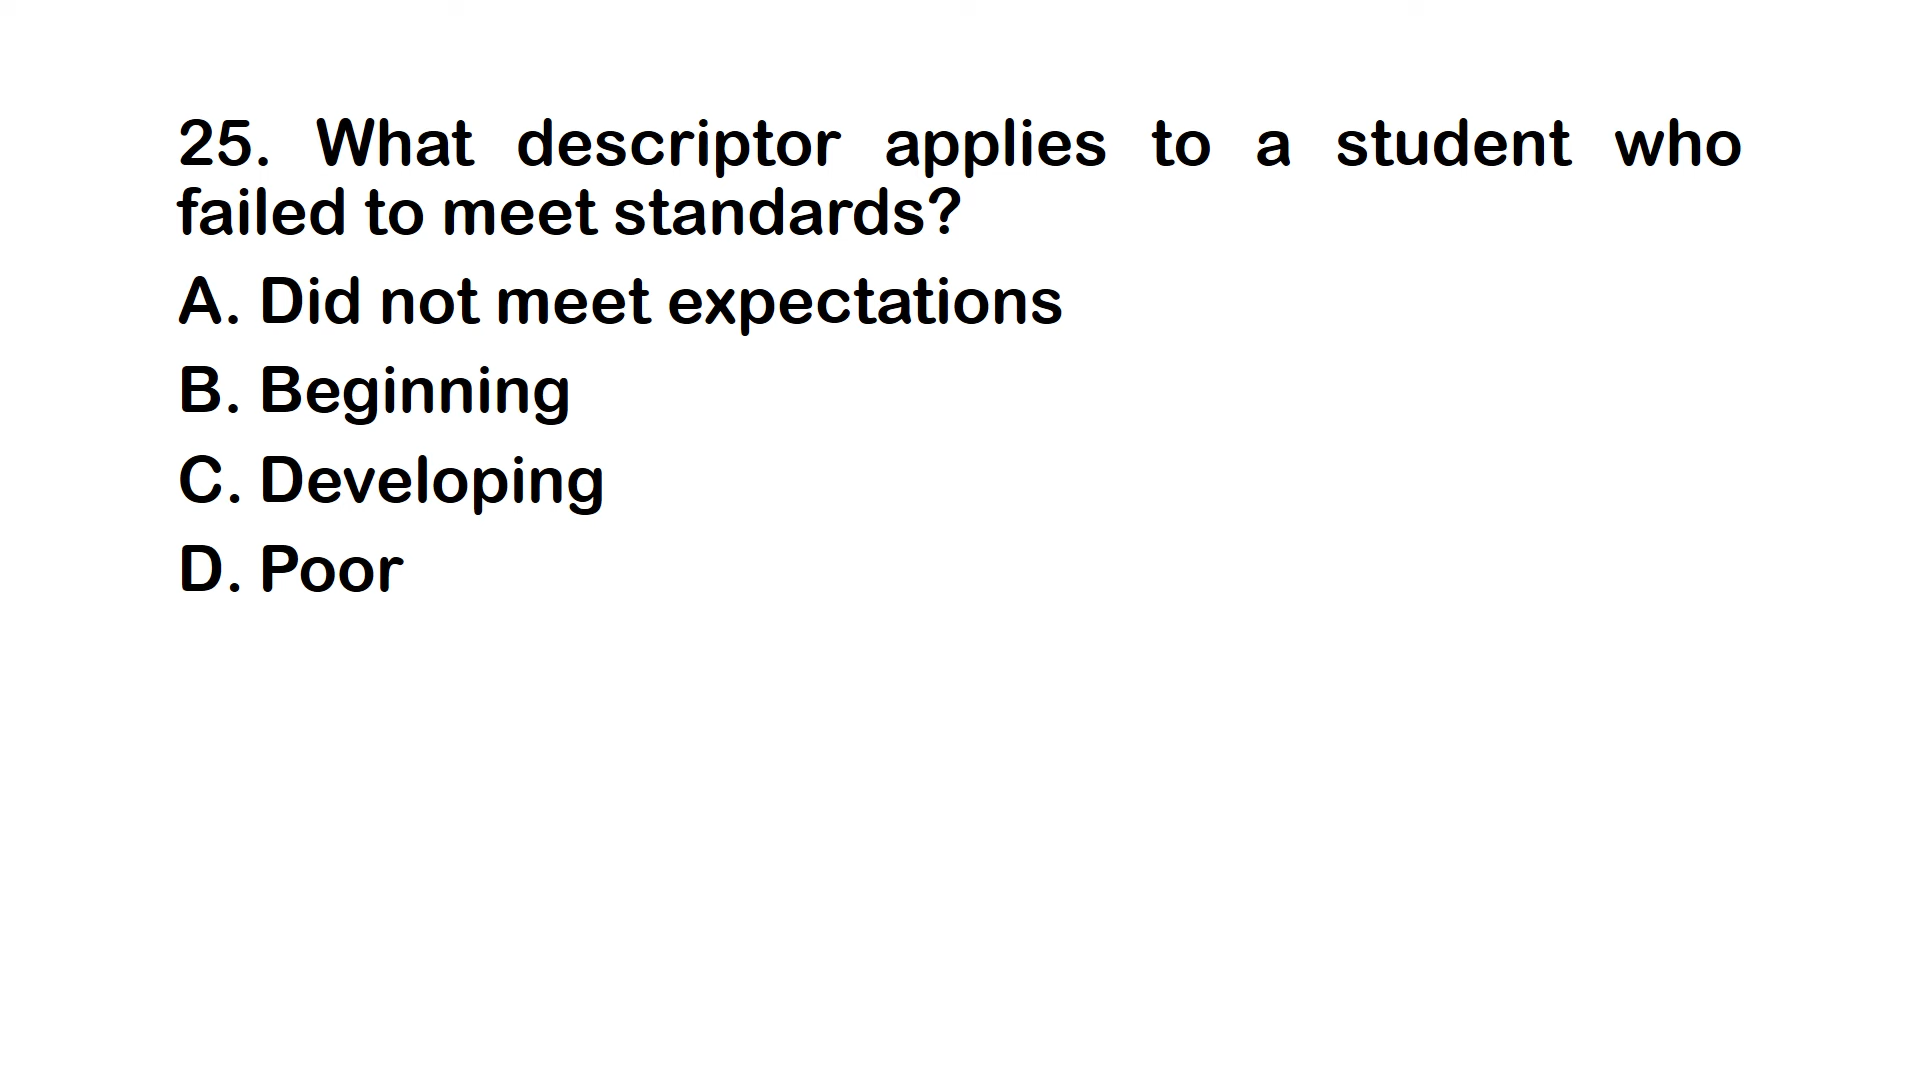 25. What descriptor applies to a student who
failed to meet standards?
A. Did not meet expectations
B. Beginning
C. Developing
D. Poor